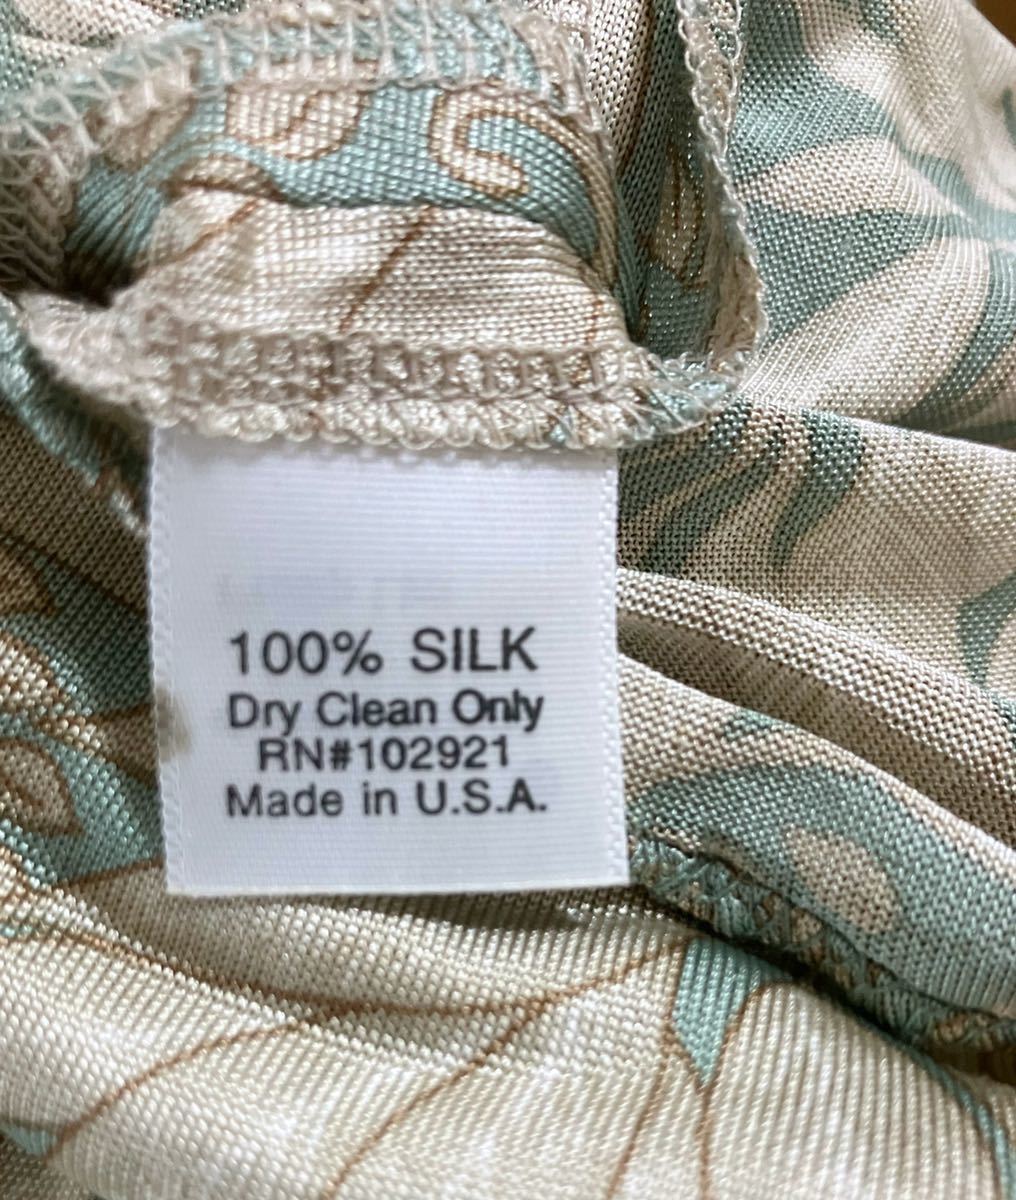 100% SILK
Dry Clean Only
RN#102921
Made in U.S.A.